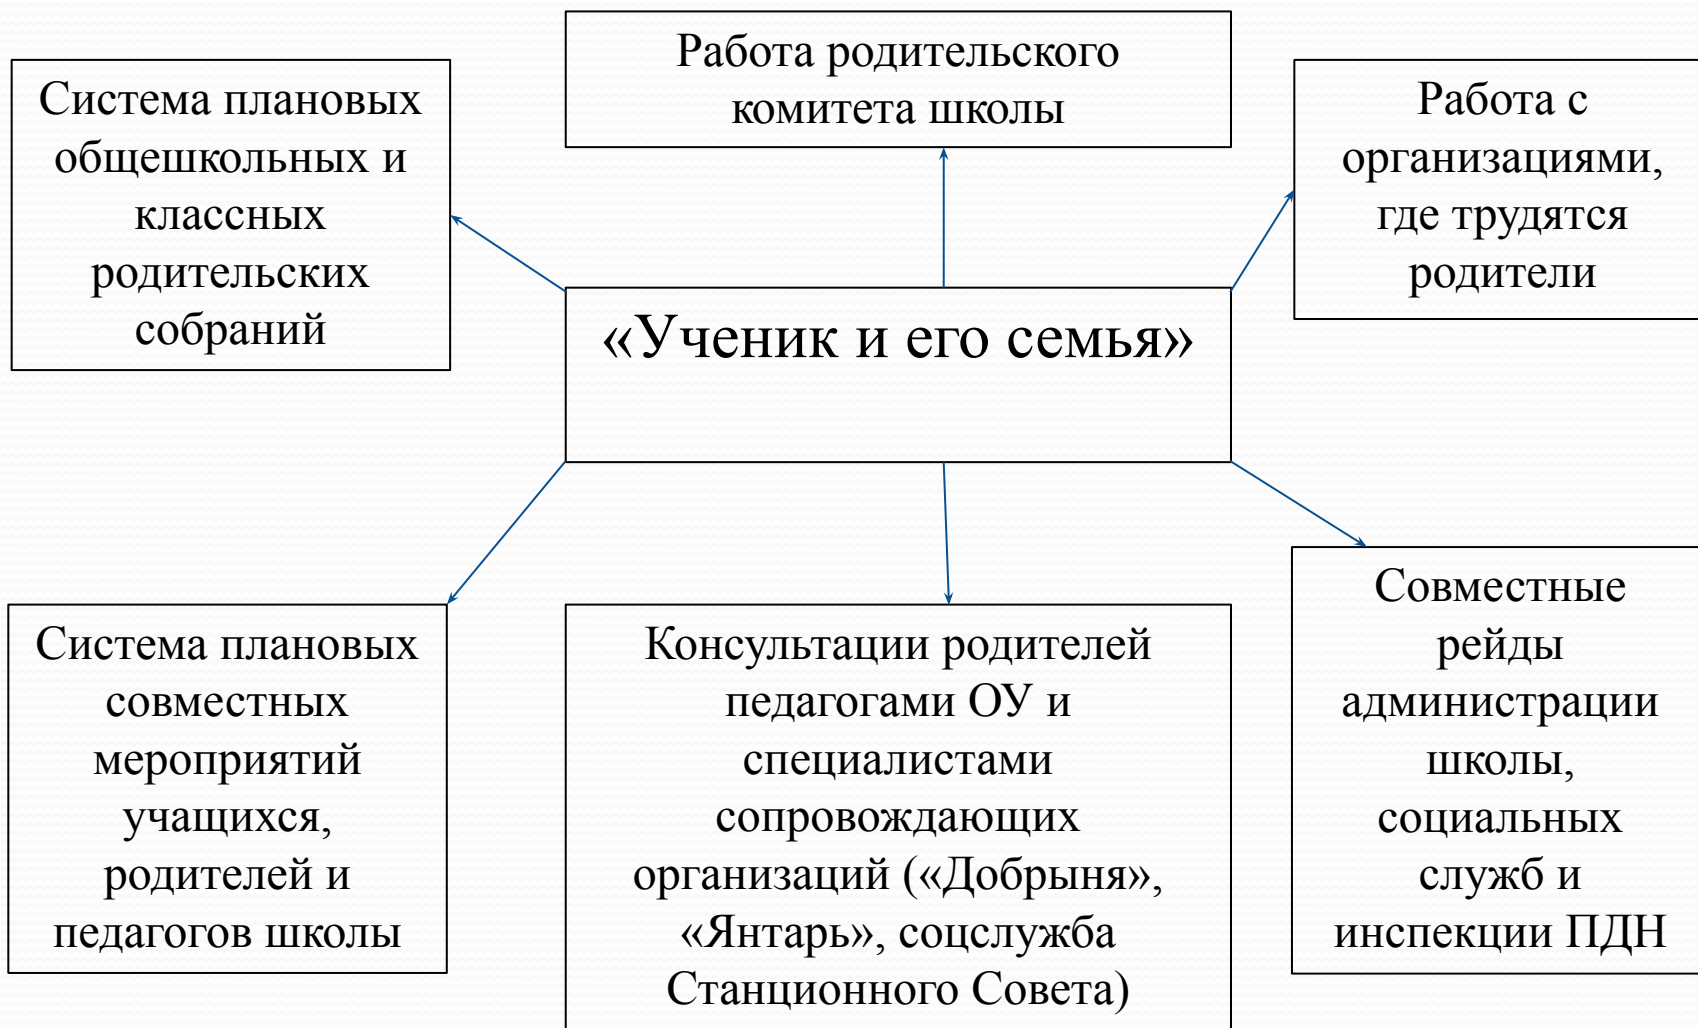 Работа родительского
комитета школы
Система плановых
общешкольных и
классных
родительских
собраний
Работа с
организациями,
где трудятся
родители
«Ученик и его семья»
Система плановых
совместных
мероприятий
учащихся,
родителей и
педагогов школы
Консультации родителей
педагогами ОУ и
специалистами
сопровождающих
организаций («Добрыня»,
«Янтарь», соцслужба
Станционного Совета)
Совместные
рейды
администрации
школы,
социальных
служб и
инспекции ПДН